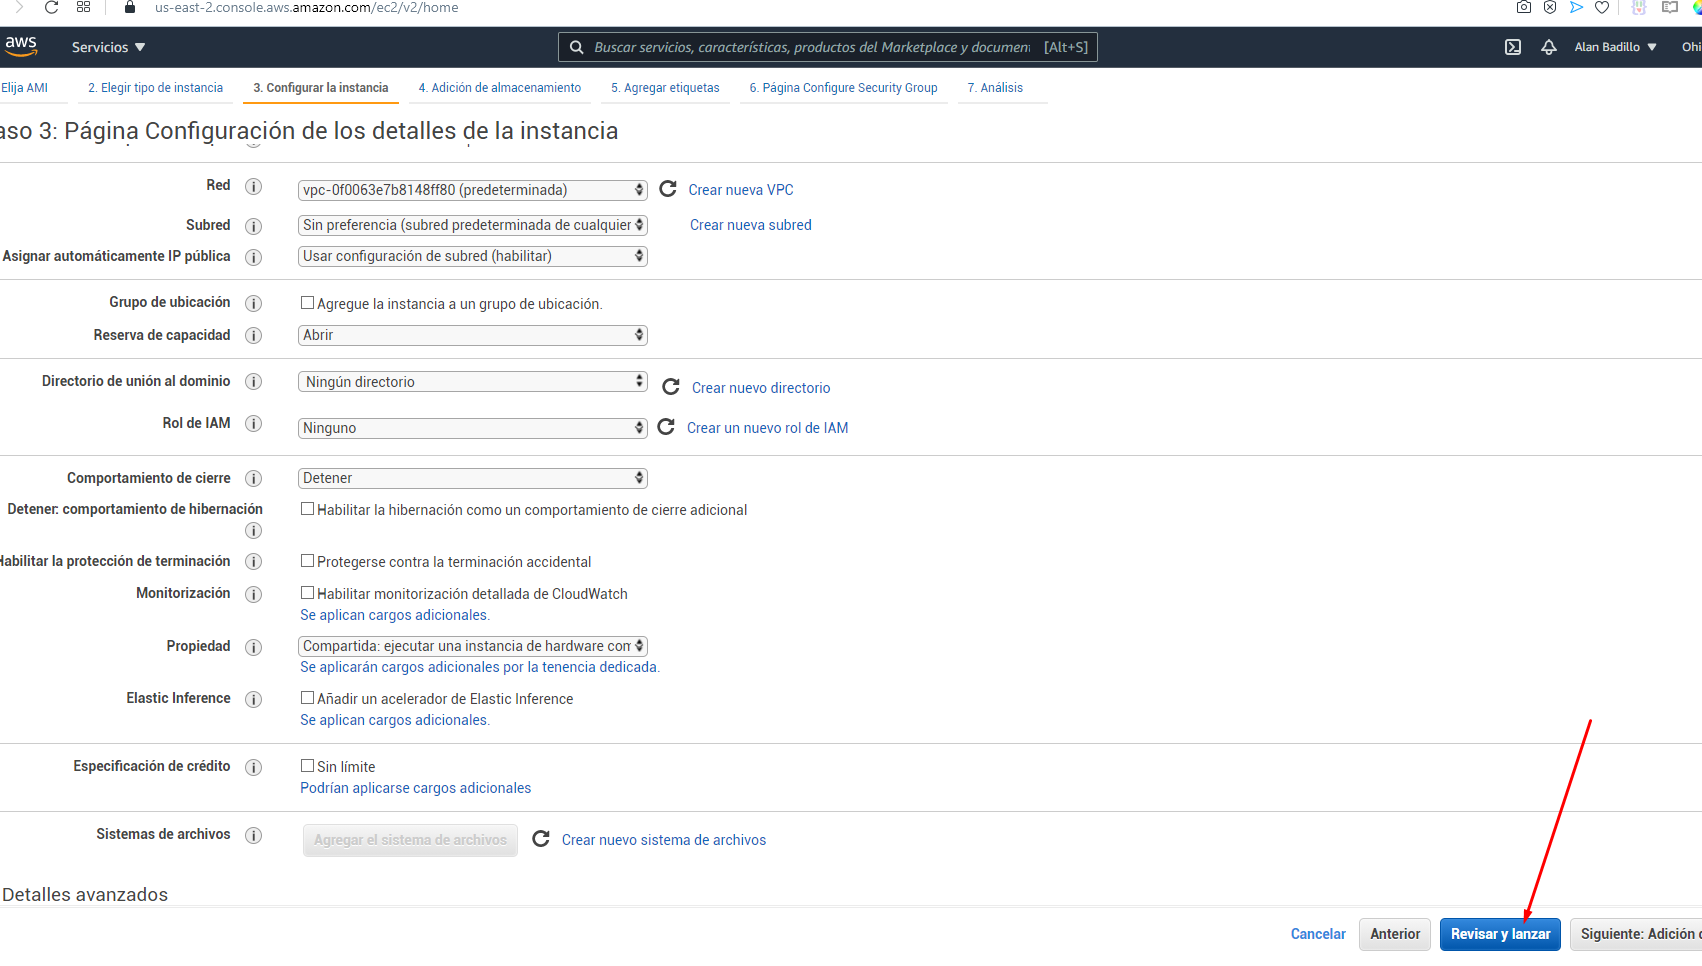 us-east-2.console.aws.amazon.com/ec2/v2/home
aws Servicios Buscar servicios, características, productos del Marketplace y document [Alt+S] Alan Badillo Ohi
Elija AMI 2. Elegir tipo de instancia 3. Configurar la instancia 4. Adición de almacenamiento 5. Agregar etiquetas 6. Página Configure Security Group 7. Análisis
aso 3: Página Configuración de los detalles de la instancia
Red vpc-0f0063e7b8148ff80 (predeterminada) Crear nueva VPC
Subred Sin preferencia (subred predeterminada de cualquier Crear nueva subred
Asignar automáticamente IP pública Usar configuración de subred (habilitar)
Grupo de ubicación Agregue la instancia a un grupo de ubicación.
Reserva de capacidad Abrir
Directorio de unión al dominio Ningún directorio Crear nuevo directorio
Rol de IAM Ninguno Crear un nuevo rol de IAM
Comportamiento de cierre Detener
Detener: comportamiento de hibernación Habilitar la hibernación como un comportamiento de cierre adicional
Habilitar la protección de terminación Protegerse contra la terminación accidental
Monitorización Habilitar monitorización detallada de CloudWatch
Se aplican cargos adicionales.
Propiedad Compartida: ejecutar una instancia de hardware com
Se aplicarán cargos adicionales por la tenencia dedicada.
Elastic Inference Añadir un acelerador de Elastic Inference
Se aplican cargos adicionales.
Especificación de crédito Sin límite
Podrían aplicarse cargos adicionales
Sistemas de archivos Agregar el sistema de archivos Crear nuevo sistema de archivos
Detalles avanzados
Cancelar Anterior Revisar y lanzar Siguiente: Adición